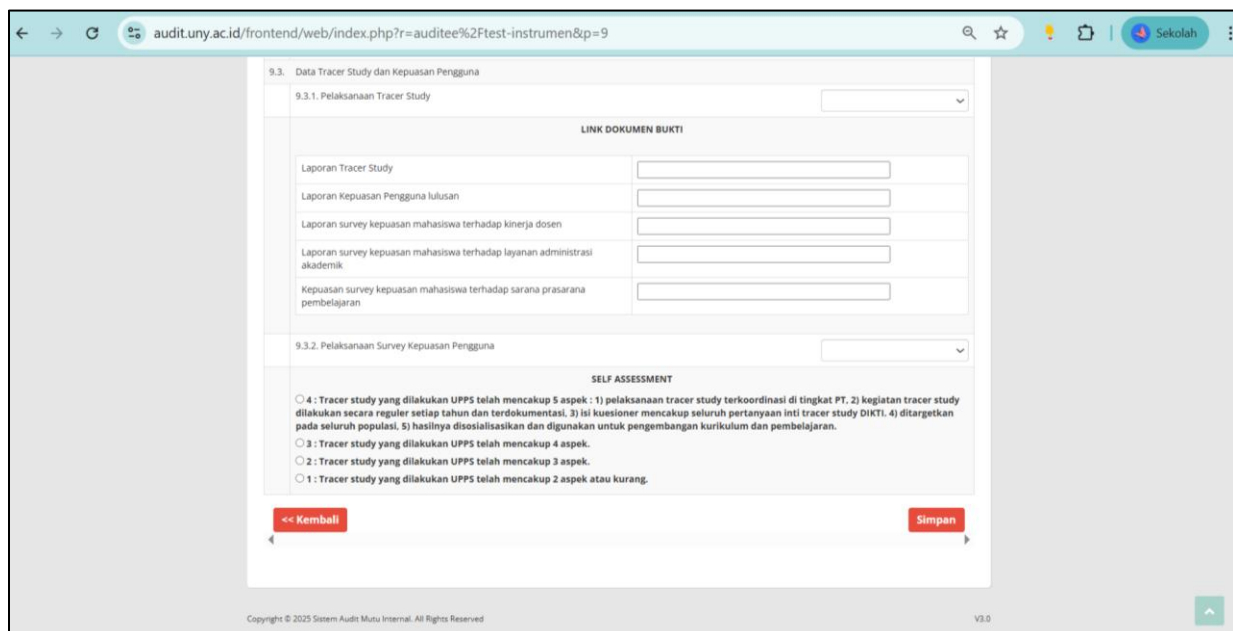 audit.uny.ac.id/frontend/web/index.php?r=auditee%2Ftest-instrumen&p=9
Sekolah
9.3. Data Tracer Study dan Kepuasan Pengguna
9.3.1. Pelaksanaan Tracer Study
LINK DOKUMEN BUKTI
Laporan Tracer Study
Laporan Kepuasan Pengguna lulusan
Laporan survey kepuasan mahasiswa terhadap kinerja dosen
Laporan survey kepuasan mahasiswa terhadap layanan administrasi
akademik
Kepuasan survey kepuasan mahasiswa terhadap sarana prasarana
pembelajaran
9.3.2. Pelaksanaan Survey Kepuasan Pengguna
SELF ASSESSMENT
4 : Tracer study yang dilakukan UPPS telah mencakup 5 aspek : 1) pelaksanaan tracer study terkoordinasi di tingkat PT, 2) kegiatan tracer study
dilakukan secara reguler setiap tahun dan terdokumentasi, 3) isi kuesioner mencakup seluruh pertanyaan inti tracer study DIKTI. 4) ditargetkan
pada seluruh populasi, 5) hasilnya disosialisasikan dan digunakan untuk pengembangan kurikulum dan pembelajaran.
3 : Tracer study yang dilakukan UPPS telah mencakup 4 aspek.
2 : Tracer study yang dilakukan UPPS telah mencakup 3 aspek.
1 : Tracer study yang dilakukan UPPS telah mencakup 2 aspek atau kurang.
<< Kembali
Simpan
Copyright © 2025 Sistem Audit Mutu Internal. All Rights Reserved
V3.0